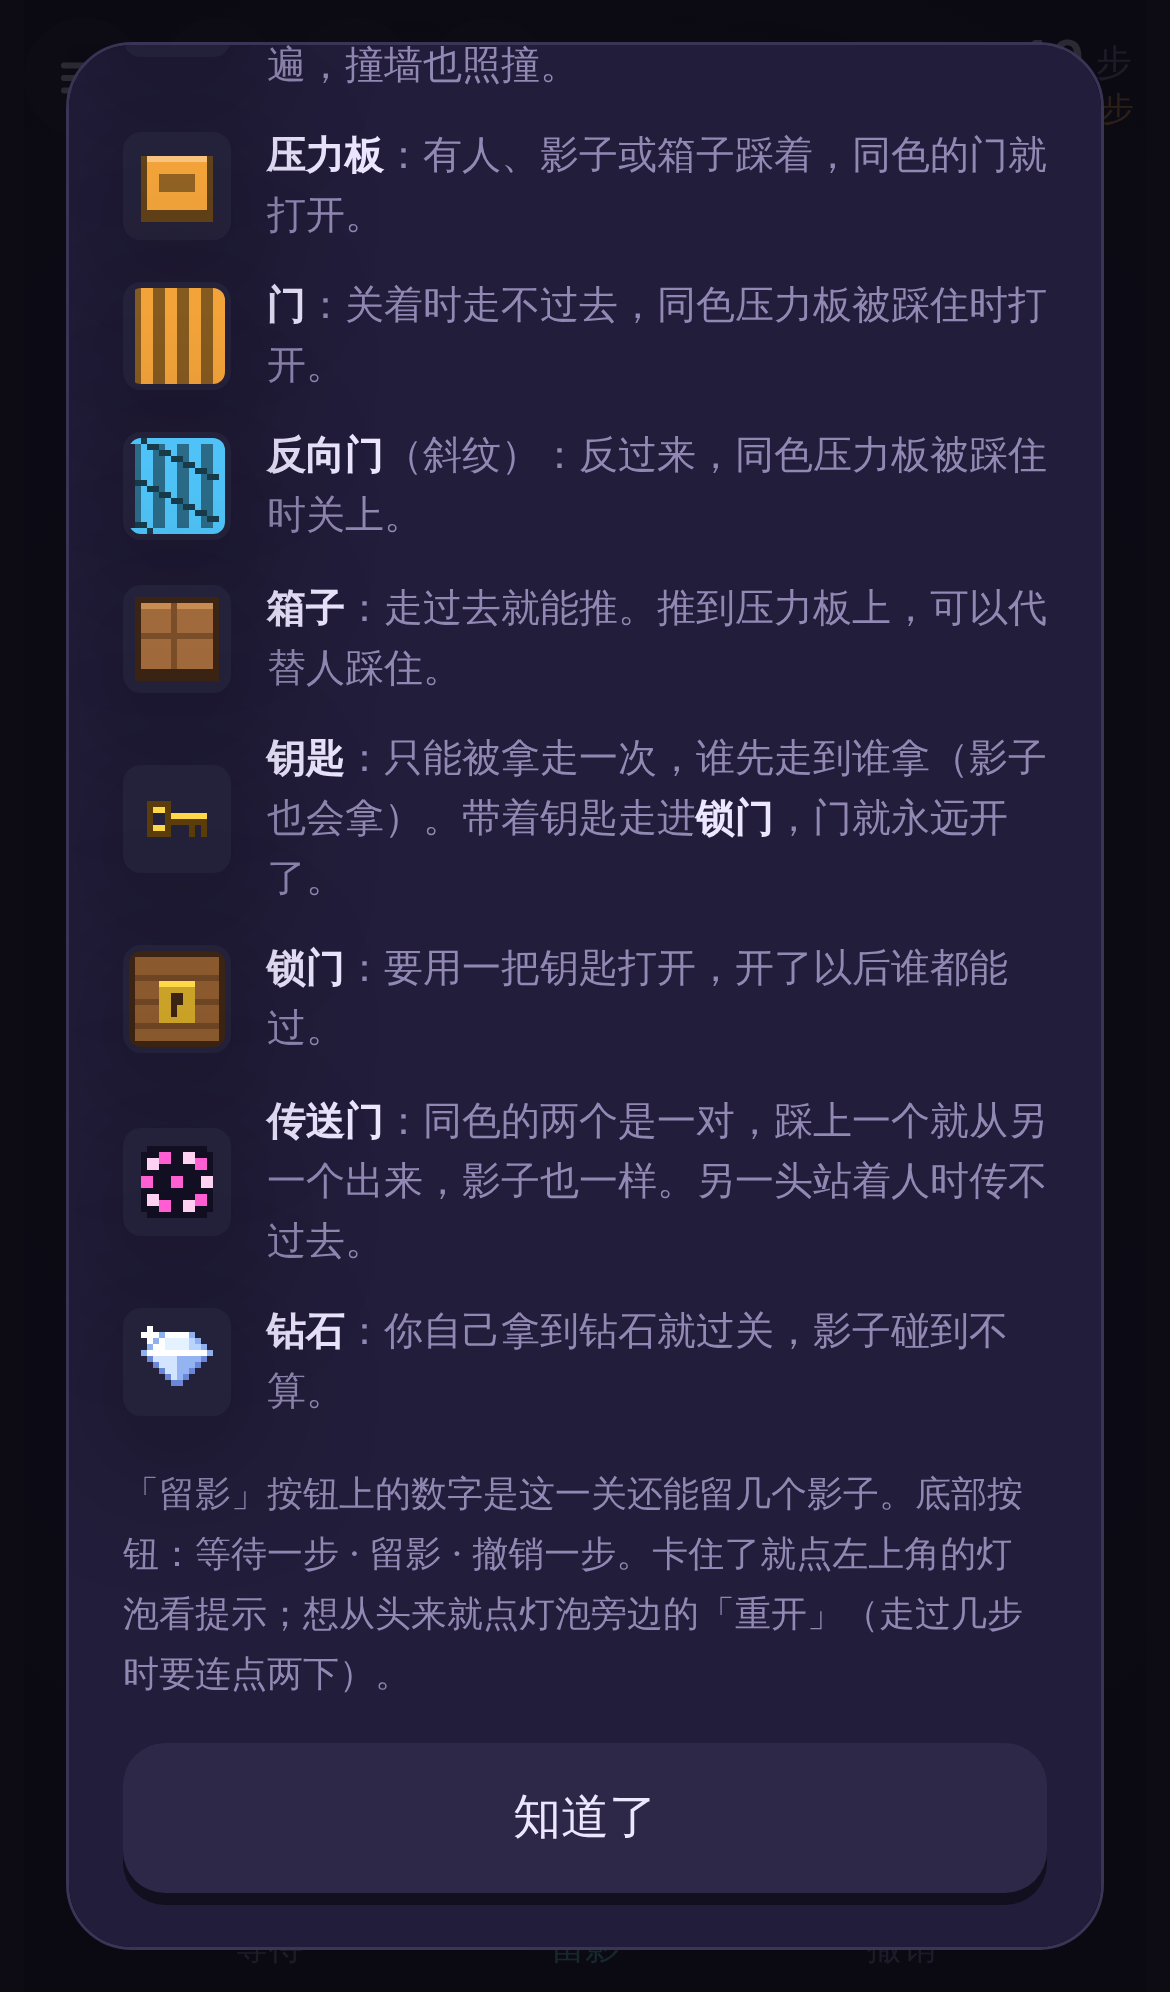 遍，撞墙也照撞。
步
步
压力板：有人、影子或箱子踩着，同色的门就
打开。
门：关着时走不过去，同色压力板被踩住时打
开。
反向门（斜纹）：反过来，同色压力板被踩住
时关上。
箱子：走过去就能推。推到压力板上，可以代
替人踩住。
钥匙：只能被拿走一次，谁先走到谁拿（影子
也会拿）。带着钥匙走进锁门，门就永远开
了。
锁门：要用一把钥匙打开，开了以后谁都能
过。
传送门：同色的两个是一对，踩上一个就从另
一个出来，影子也一样。另一头站着人时传不
过去。
钻石：你自己拿到钻石就过关，影子碰到不
算。
「留影」按钮上的数字是这一关还能留几个影子。底部按
钮：等待一步 · 留影 · 撤销一步。卡住了就点左上角的灯
泡看提示；想从头来就点灯泡旁边的「重开」（走过几步
时要连点两下）。
知道了
等待 留影 撤销